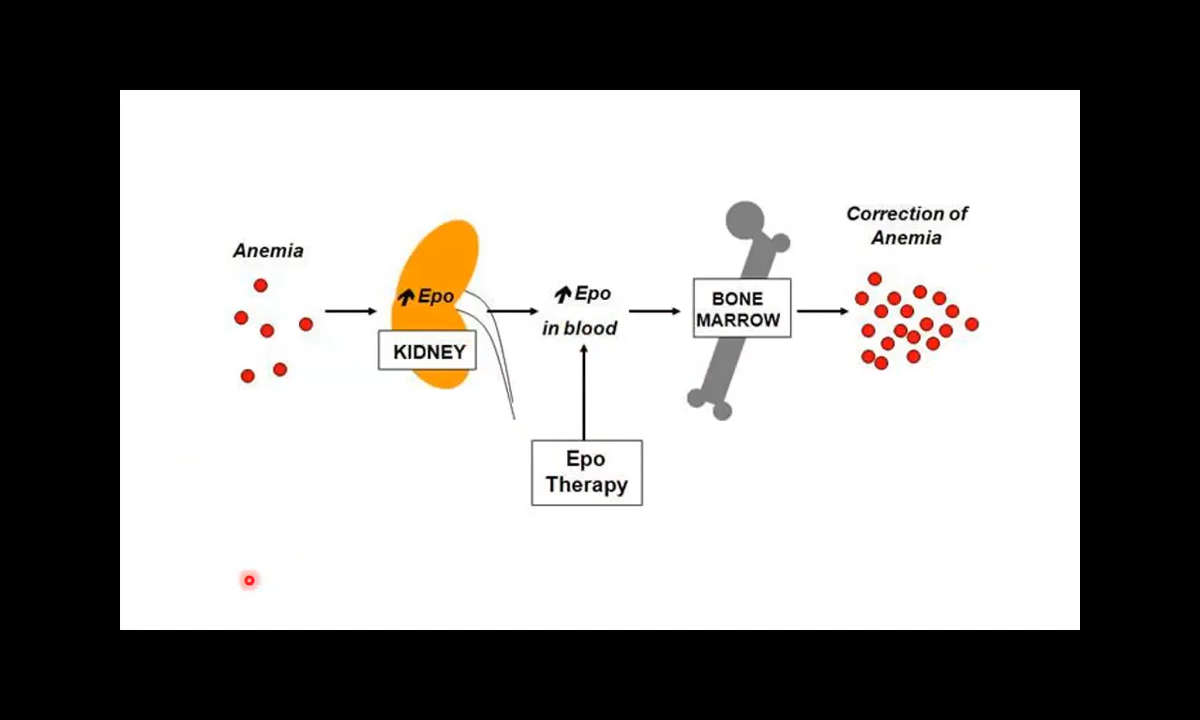 Anemia
Epo
KIDNEY
Epo
in blood
Epo
Therapy
BONE
MARROW
Correction of
Anemia